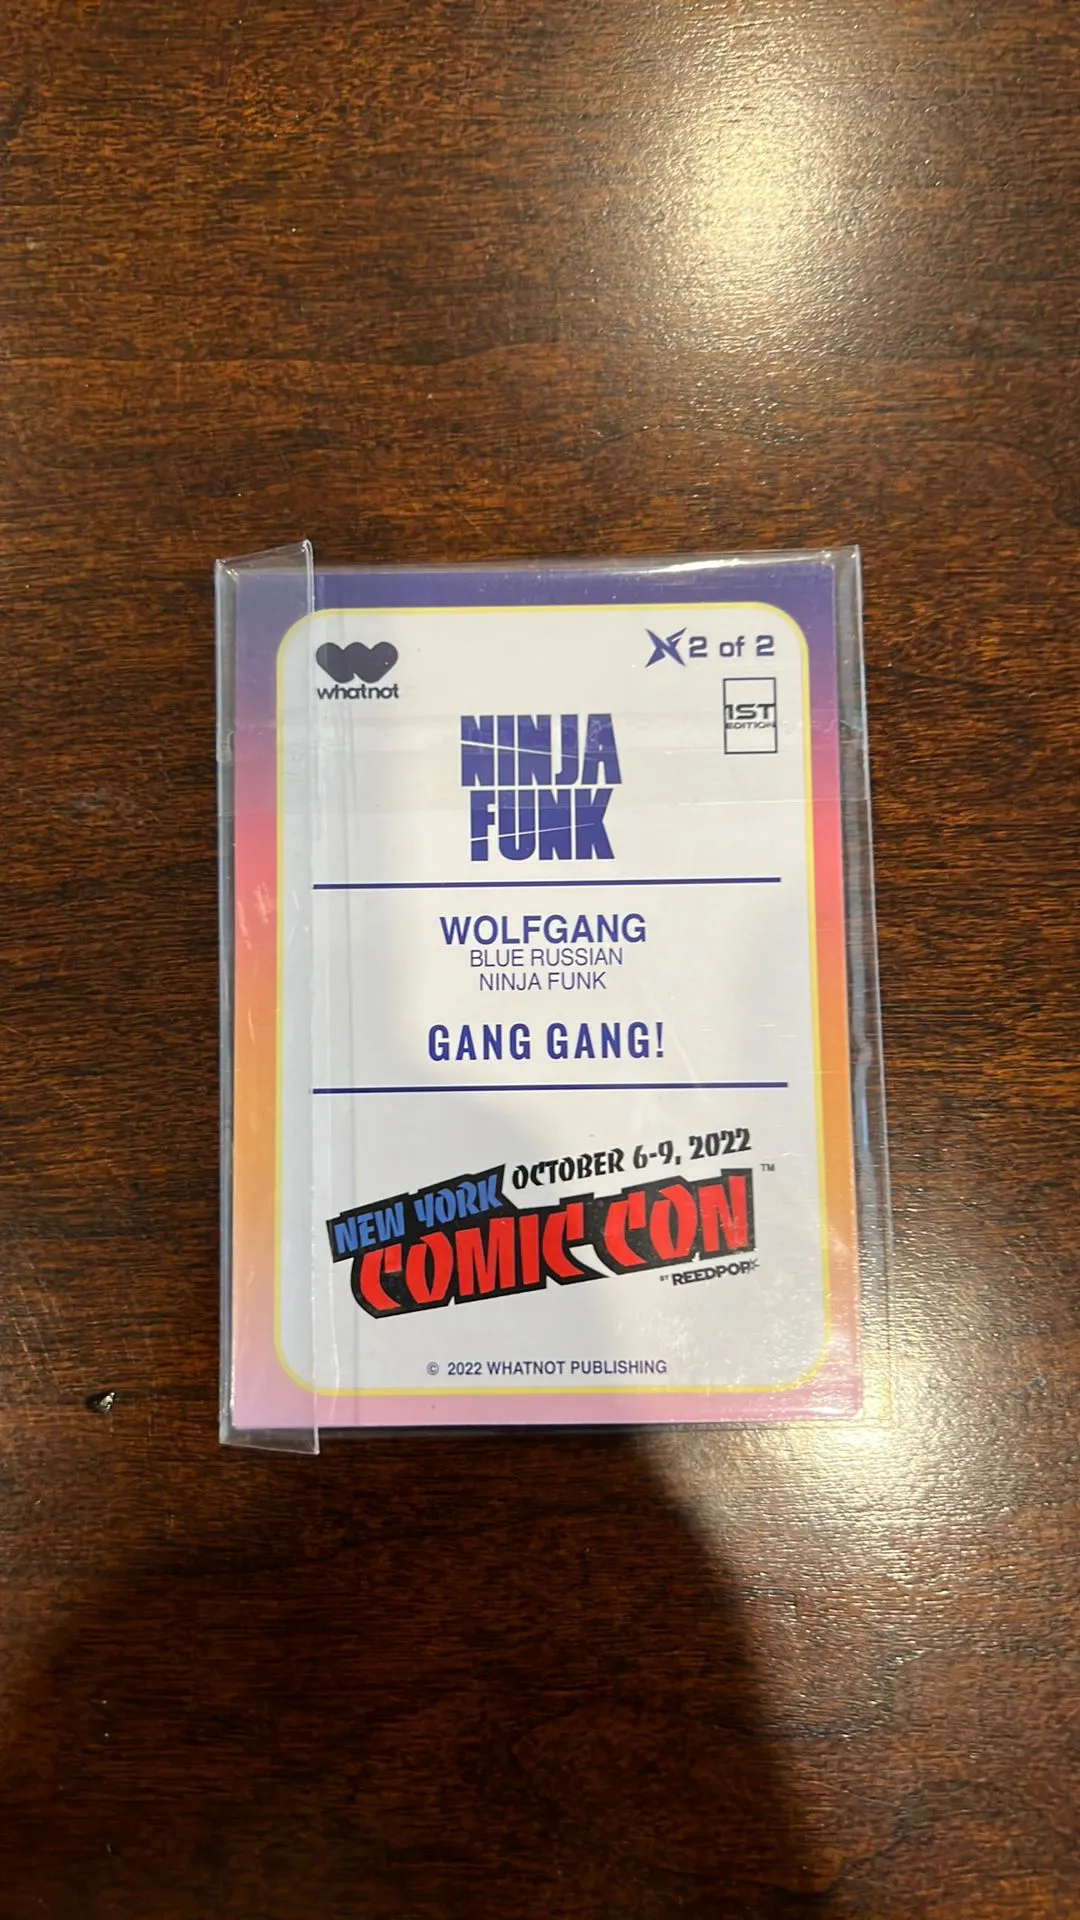 whatnot
2 of 2
1ST
EDITION
NINJA
FUNK
WOLFGANG
BLUE RUSSIAN
NINJA FUNK
GANG GANG!
OCTOBER 6-9, 2022
NEW YORK
COMIC CON™
BY REEDPOP
© 2022 WHATNOT PUBLISHING